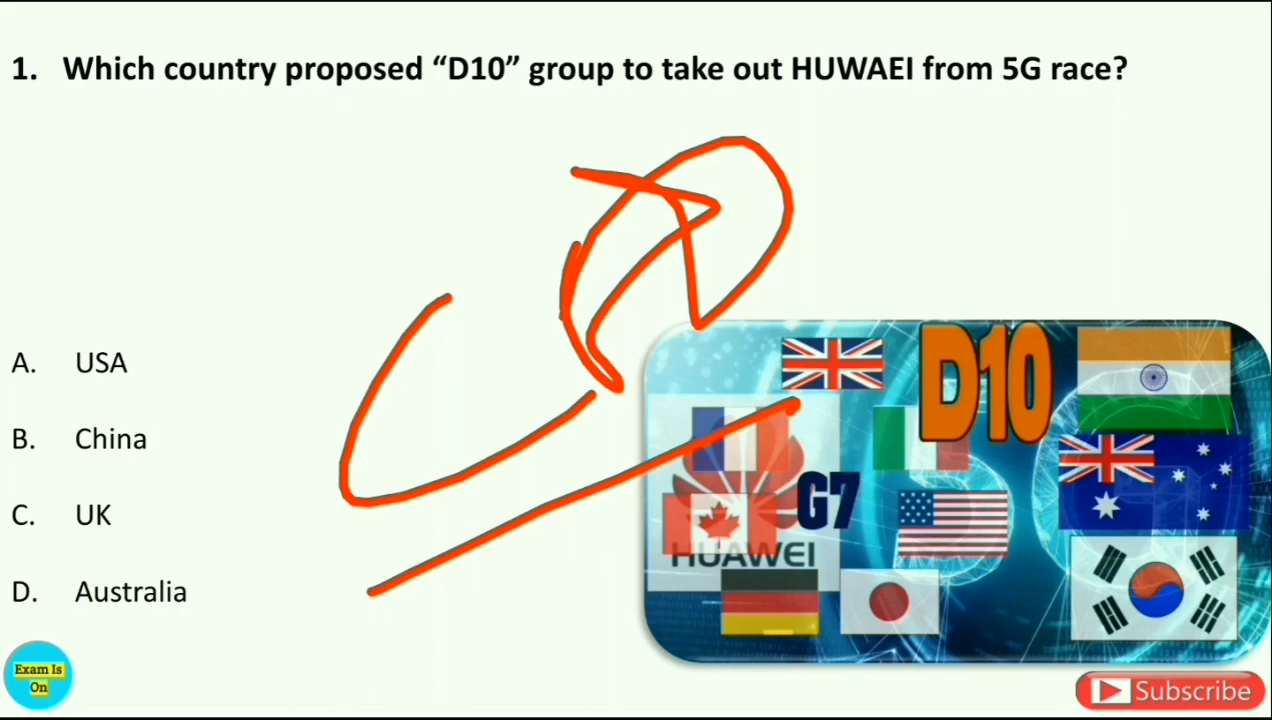 1. Which country proposed “D10” group to take out HUWAEI from 5G race?
A. USA
B. China
C. UK
D. Australia
D10
G7
HUAWEI
5G
Exam Is
On
Subscribe